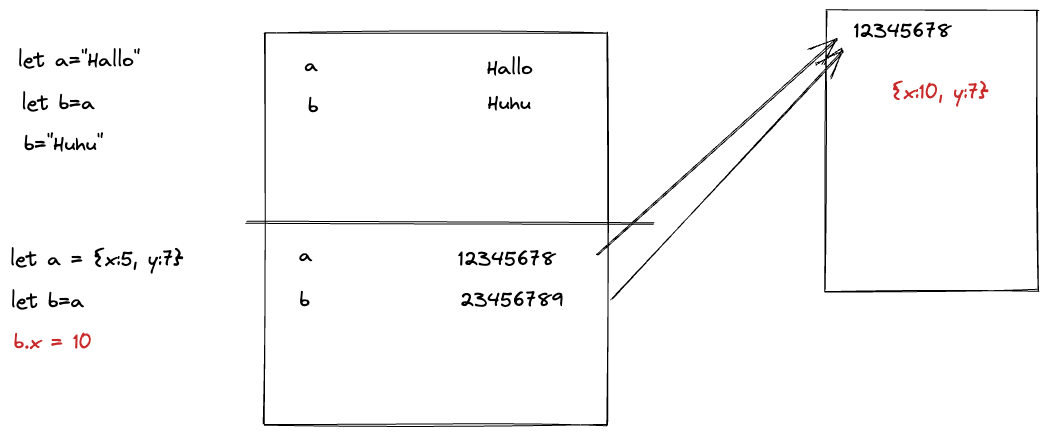 let a="Hallo"
let b=a
b="Huhu"
a Hallo
b Huhu
let a = {x:5, y:7}
let b=a
b.x = 10
a 12345678
b 23456789
12345678
{x:10, y:7}